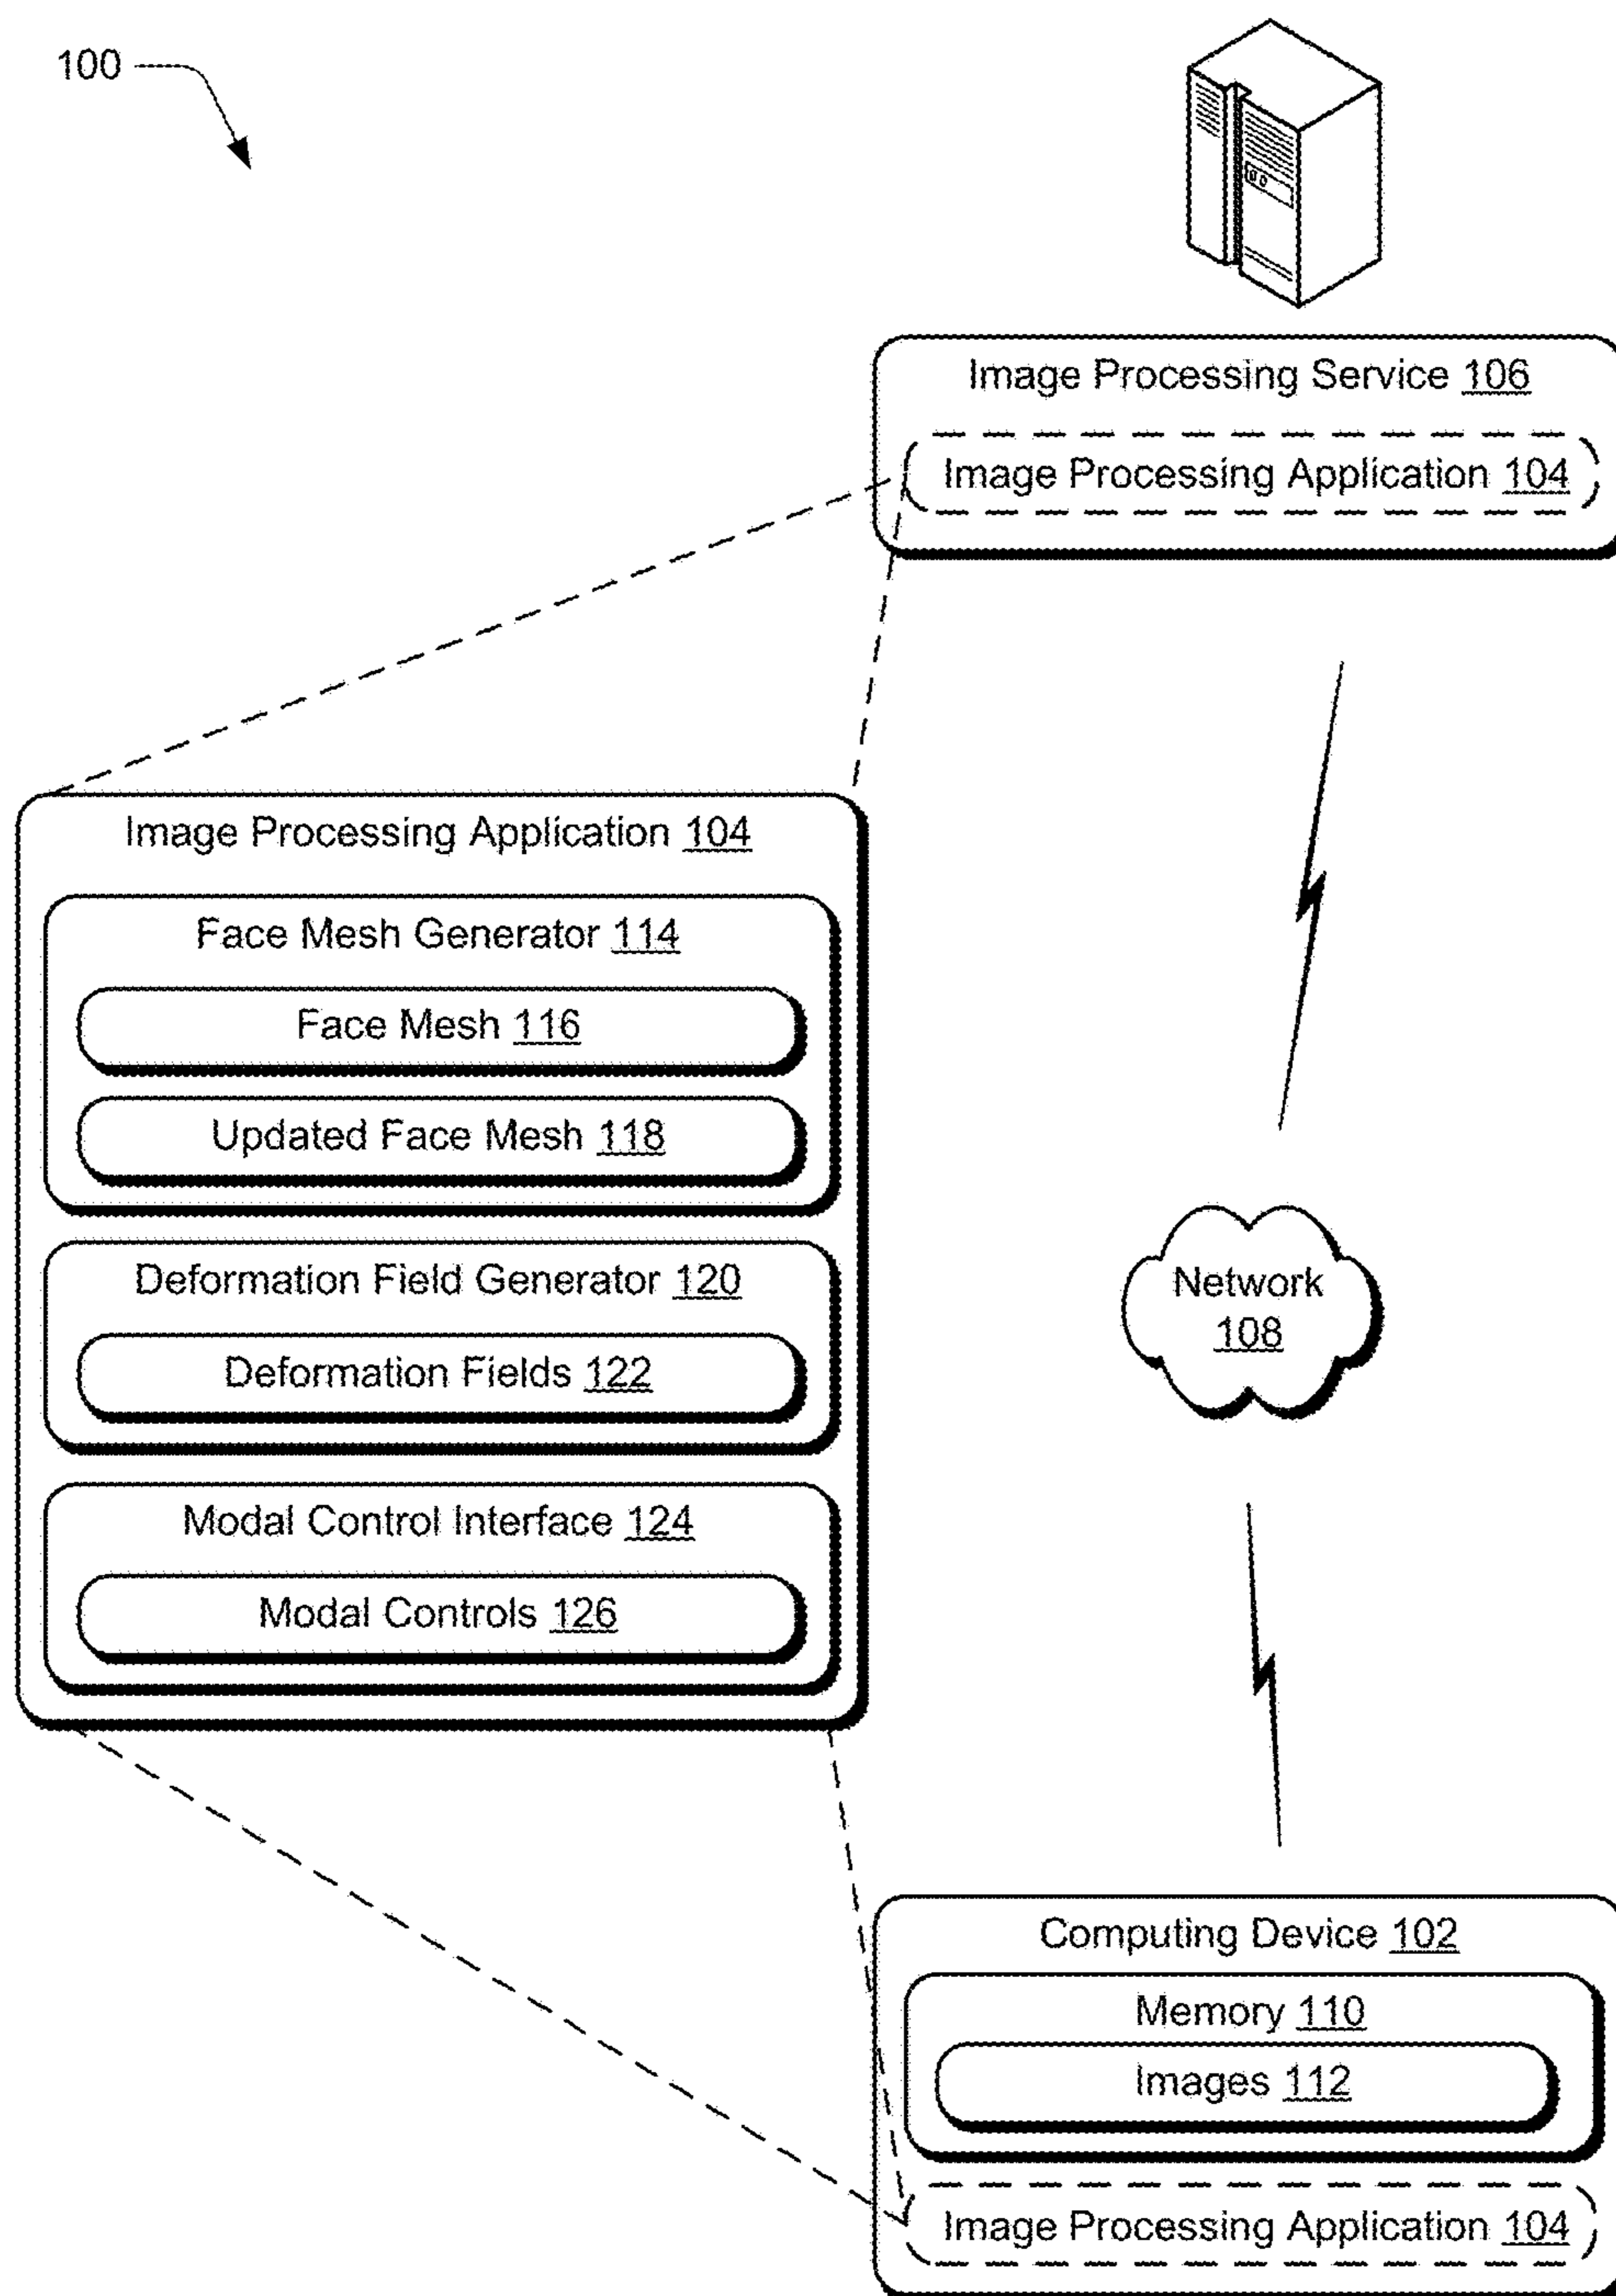 100
Image Processing Service 106
Image Processing Application 104
Image Processing Application 104
Face Mesh Generator 114
Face Mesh 116
Updated Face Mesh 118
Deformation Field Generator 120
Deformation Fields 122
Modal Control Interface 124
Modal Controls 126
Network
108
Computing Device 102
Memory 110
Images 112
Image Processing Application 104